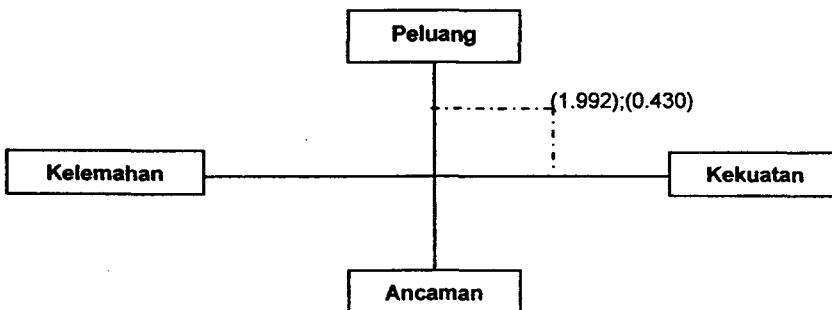 Peluang
(1.992);(0.430)
Kelemahan
Kekuatan
Ancaman